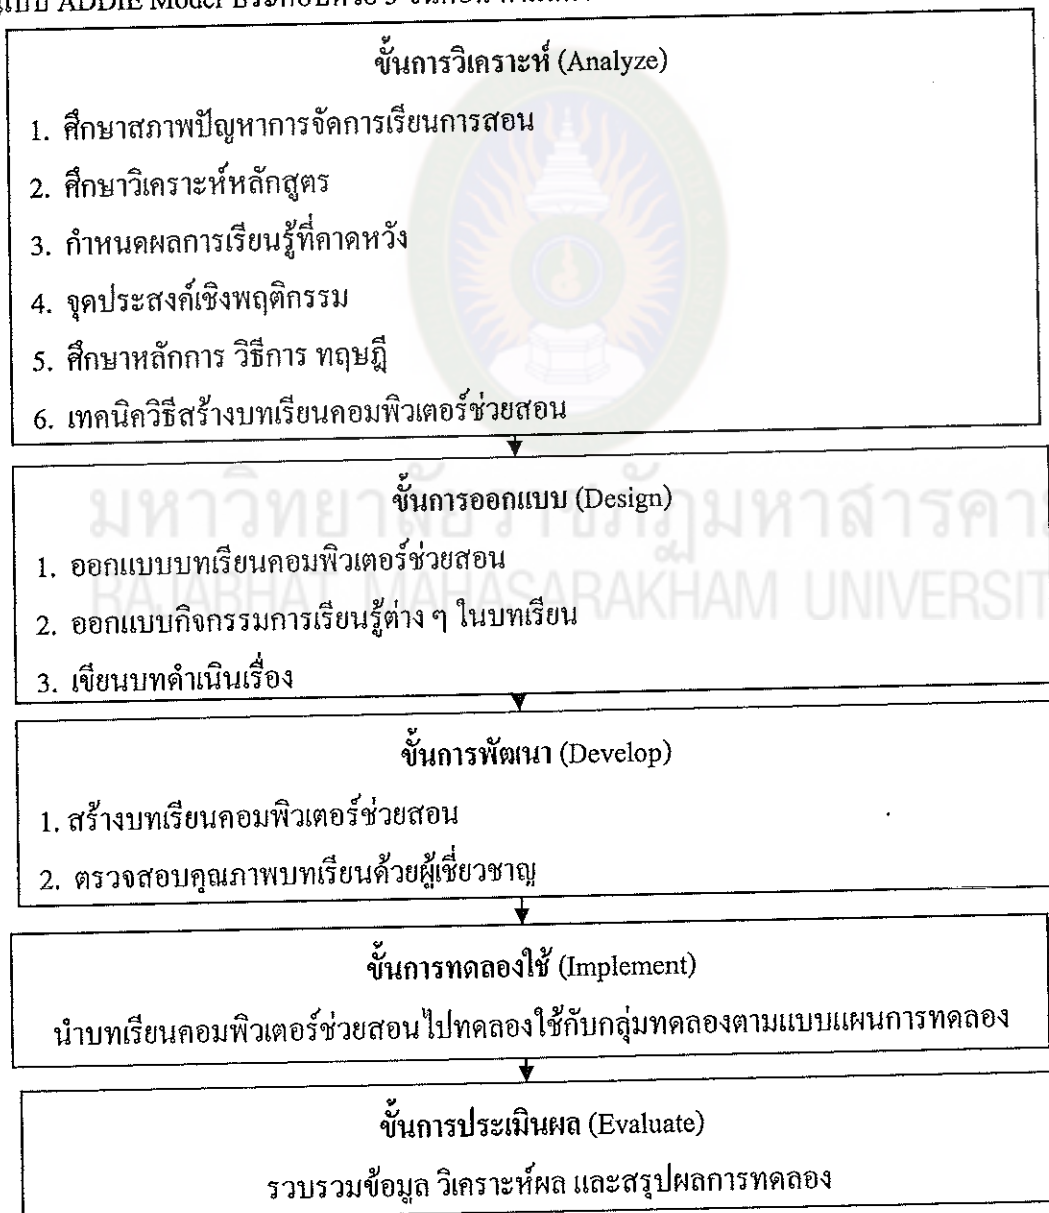 ADDIE Model
ขั้นการวิเคราะห์ (Analyze)
1. ศึกษาสภาพปัญหาการจัดการเรียนการสอน
2. ศึกษาวิเคราะห์หลักสูตร
3. กำหนดผลการเรียนรู้ที่คาดหวัง
4. จุดประสงค์เชิงพฤติกรรม
5. ศึกษาหลักการ วิธีการ ทฤษฎี
6. เทคนิควิธีสร้างบทเรียนคอมพิวเตอร์ช่วยสอน
มหาวิทยาลัยราชภัฏมหาสารคา
RAJABHAT MAHASARAKHAM UNIVERSIT
ขั้นการออกแบบ (Design)
1. ออกแบบบทเรียนคอมพิวเตอร์ช่วยสอน
2. ออกแบบกิจกรรมการเรียนรู้ต่าง ๆ ในบทเรียน
3. เขียนบทดำเนินเรื่อง
ขั้นการพัฒนา (Develop)
1. สร้างบทเรียนคอมพิวเตอร์ช่วยสอน
2. ตรวจสอบคุณภาพบทเรียนด้วยผู้เชี่ยวชาญ
ขั้นการทดลองใช้ (Implement)
นำบทเรียนคอมพิวเตอร์ช่วยสอนไปทดลองใช้กับกลุ่มทดลองตามแบบแผนการทดลอง
ขั้นการประเมินผล (Evaluate)
รวบรวมข้อมูล วิเคราะห์ผล และสรุปผลการทดลอง